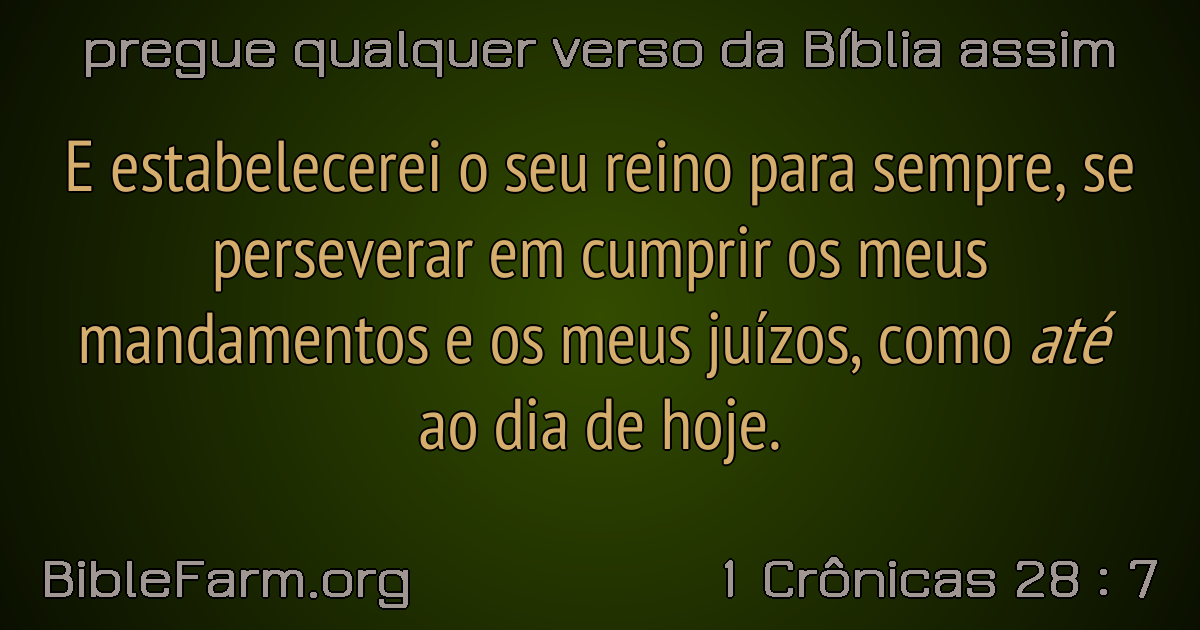 pregue qualquer verso da Bíblia assim
E estabelecerei o seu reino para sempre, se
perseverar em cumprir os meus
mandamentos e os meus juízos, como até
ao dia de hoje.
BibleFarm.org
1 Crônicas 28 : 7